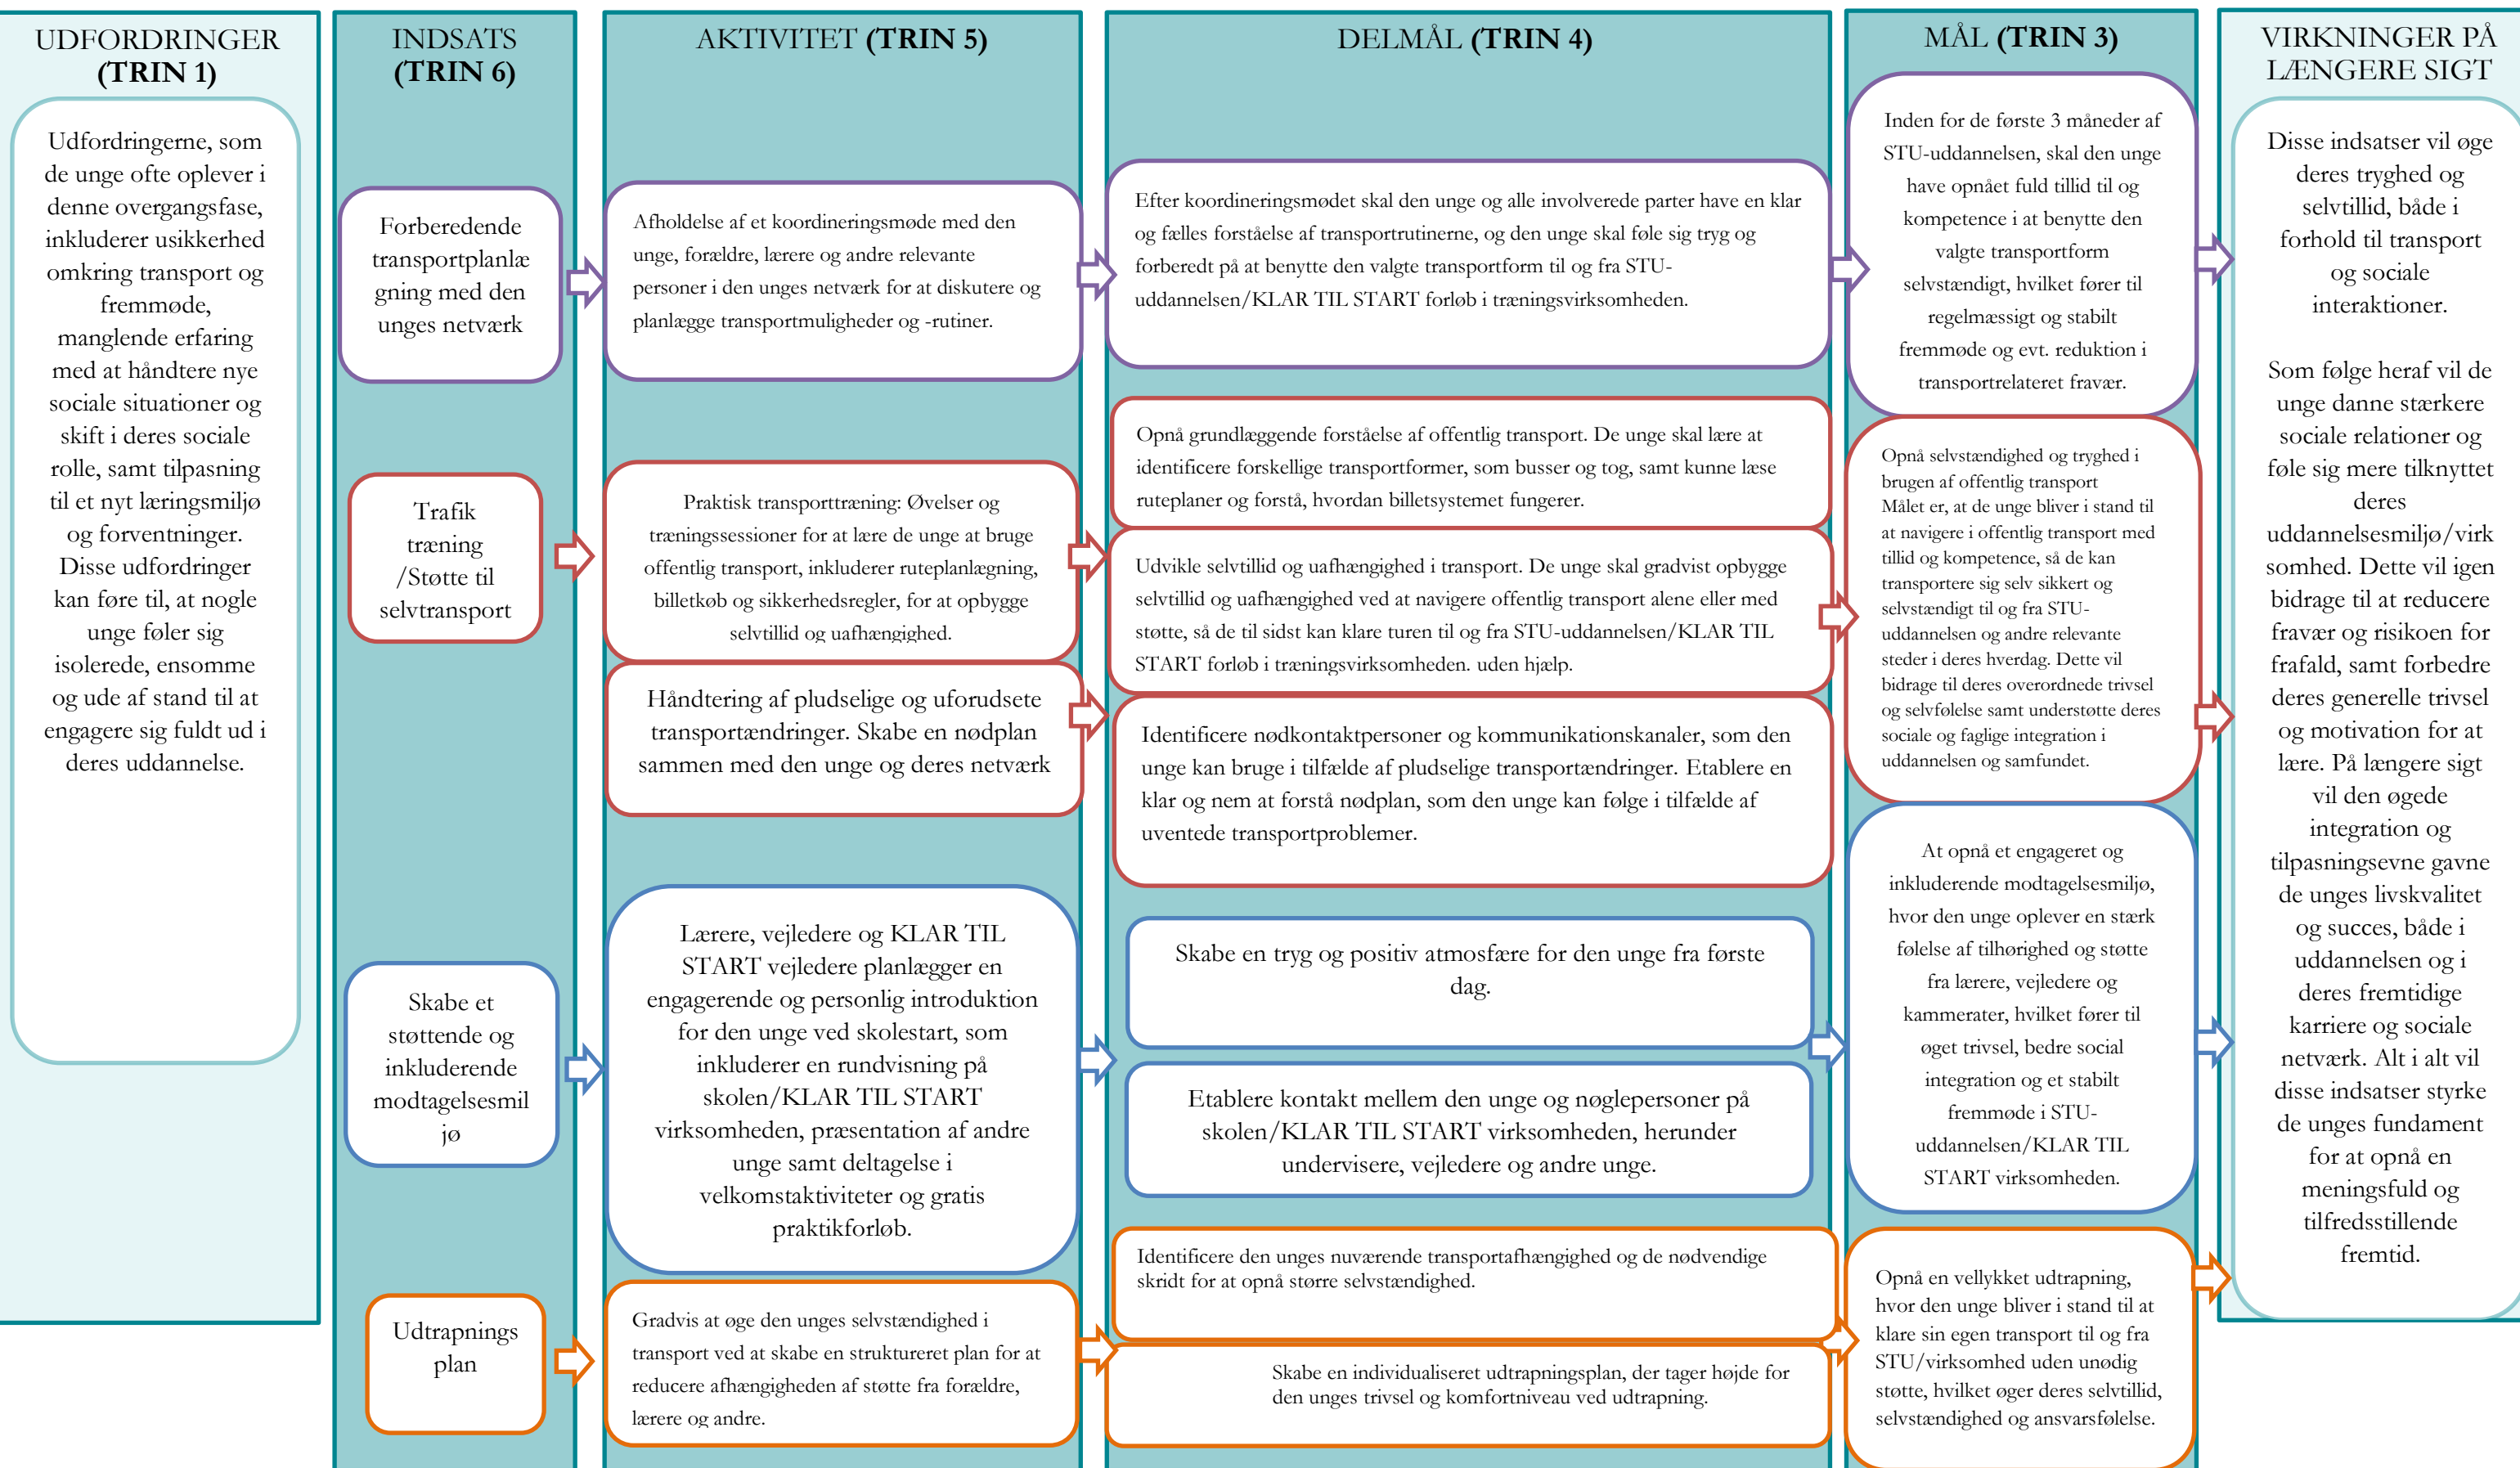 UDFORDRINGER
(TRIN 1)
Udfordringerne, som
de unge ofte oplever i
denne overgangsfase,
inkluderer usikkerhed
omkring transport og
fremmøde,
manglende erfaring
med at håndtere nye
sociale situationer og
skift i deres sociale
rolle, samt tilpasning
til et nyt læringsmiljø
og forventninger.
Disse udfordringer
kan føre til, at nogle
unge føler sig
isolerede, ensomme
og ude af stand til at
engagere sig fuldt ud i
deres uddannelse.
INDSATS
(TRIN 6)
Forberedende
transportplanlæ
gning med den
unges netværk
Trafik
træning
/Støtte til
selvtransport
Skabe et
støttende og
inkluderende
modtagelsesmil
jø
Udtrapnings
plan
AKTIVITET (TRIN 5)
Afholdelse af et koordineringsmøde med den
unge, forældre, lærere og andre relevante
personer i den unges netværk for at diskutere og
planlægge transportmuligheder og -rutiner.
Praktisk transporttræning: Øvelser og
træningssessioner for at lære de unge at bruge
offentlig transport, inkluderer ruteplanlægning,
billetkøb og sikkerhedsregler, for at opbygge
selvtillid og uafhængighed.
Håndtering af pludselige og uforudsete
transportændringer. Skabe en nødplan
sammen med den unge og deres netværk
Lærere, vejledere og KLAR TIL
START vejledere planlægger en
engagerende og personlig introduktion
for den unge ved skolestart, som
inkluderer en rundvisning på
skolen/KLAR TIL START
virksomheden, præsentation af andre
unge samt deltagelse i
velkomstaktiviteter og gratis
praktikforløb.
Gradvis at øge den unges selvstændighed i
transport ved at skabe en struktureret plan for at
reducere afhængigheden af støtte fra forældre,
lærere og andre.
DELMÅL (TRIN 4)
Efter koordineringsmødet skal den unge og alle involverede parter have en klar
og fælles forståelse af transportrutinerne, og den unge skal føle sig tryg og
forberedt på at benytte den valgte transportform til og fra STU-
uddannelsen/KLAR TIL START forløb i træningsvirksomheden.
Opnå grundlæggende forståelse af offentlig transport. De unge skal lære at
identificere forskellige transportformer, som busser og tog, samt kunne læse
ruteplaner og forstå, hvordan billetsystemet fungerer.
Udvikle selvtillid og uafhængighed i transport. De unge skal gradvist opbygge
selvtillid og uafhængighed ved at navigere offentlig transport alene eller med
støtte, så de til sidst kan klare turen til og fra STU-uddannelsen/KLAR TIL
START forløb i træningsvirksomheden. uden hjælp.
Identificere nødkontaktpersoner og kommunikationskanaler, som den
unge kan bruge i tilfælde af pludselige transportændringer. Etablere en
klar og nem at forstå nødplan, som den unge kan følge i tilfælde af
uventede transportproblemer.
Skabe en tryg og positiv atmosfære for den unge fra første
dag.
Etablere kontakt mellem den unge og nøglepersoner på
skolen/KLAR TIL START virksomheden, herunder
undervisere, vejledere og andre unge.
Identificere den unges nuværende transportafhængighed og de nødvendige
skridt for at opnå større selvstændighed.
Skabe en individualiseret udtrapningsplan, der tager højde for
den unges trivsel og komfortniveau ved udtrapning.
MÅL (TRIN 3)
Inden for de første 3 måneder af
STU-uddannelsen, skal den unge
have opnået fuld tillid til og
kompetence i at benytte den
valgte transportform
selvstændigt, hvilket fører til
regelmæssigt og stabilt
fremmøde og evt. reduktion i
transportrelateret fravær.
Opnå selvstændighed og tryghed i
brugen af offentlig transport
Målet er, at de unge bliver i stand til
at navigere i offentlig transport med
tillid og kompetence, så de kan
transportere sig selv sikkert og
selvstændigt til og fra STU-
uddannelsen og andre relevante
steder i deres hverdag. Dette vil
bidrage til deres overordnede trivsel
og selvfølelse samt understøtte deres
sociale og faglige integration i
uddannelsen og samfundet.
At opnå et engageret og
inkluderende modtagelsesmiljø,
hvor den unge oplever en stærk
følelse af tilhørighed og støtte
fra lærere, vejledere og
kammerater, hvilket fører til
øget trivsel, bedre social
integration og et stabilt
fremmøde i STU-
uddannelsen/KLAR TIL
START virksomheden.
Opnå en vellykket udtrapning,
hvor den unge bliver i stand til at
klare sin egen transport til og fra
STU/virksomhed uden unødig
støtte, hvilket øger deres selvtillid,
selvstændighed og ansvarsfølelse.
VIRKNINGER PÅ
LÆNGERE SIGT
Disse indsatser vil øge
deres tryghed og
selvtillid, både i
forhold til transport
og sociale
interaktioner.
Som følge heraf vil de
unge danne stærkere
sociale relationer og
føle sig mere tilknyttet
deres
uddannelsesmiljø/virk
somhed. Dette vil igen
bidrage til at reducere
fravær og risikoen for
frafald, samt forbedre
deres generelle trivsel
og motivation for at
lære. På længere sigt
vil den øgede
integration og
tilpasningsevne gavne
de unges livskvalitet
og succes, både i
uddannelsen og i
deres fremtidige
karriere og sociale
netværk. Alt i alt vil
disse indsatser styrke
de unges fundament
for at opnå en
meningsfuld og
tilfredsstillende
fremtid.